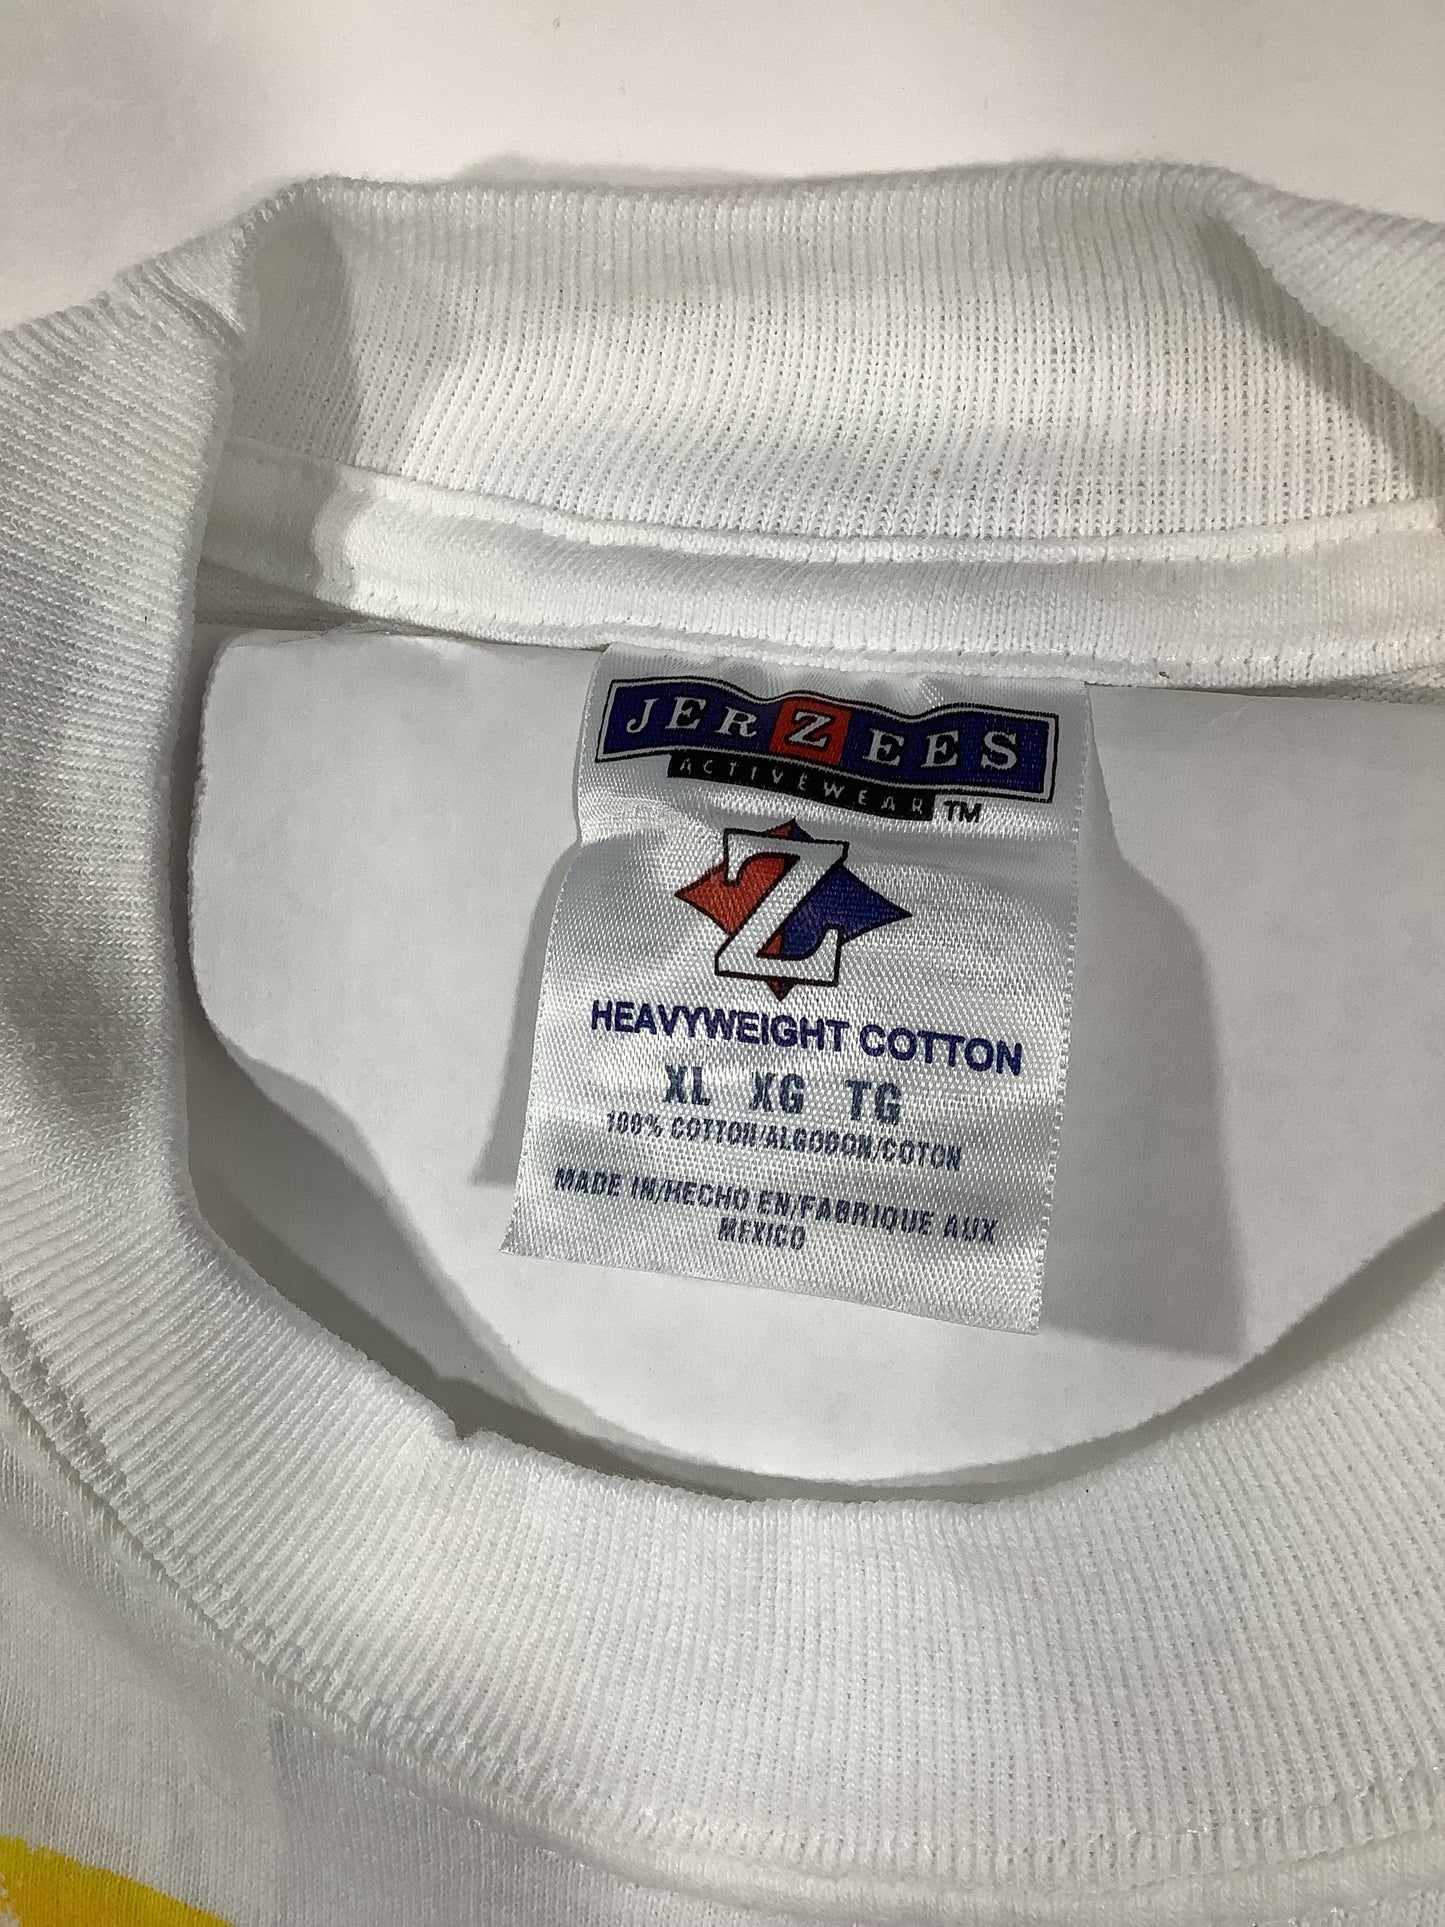 JERZEES
ACTIVEWEAR TM
Z
HEAVYWEIGHT COTTON
XL XG TG
100% COTTON/ALGODON/COTON
MADE IN/HECHO EN/FABRIQUE AUX
MEXICO